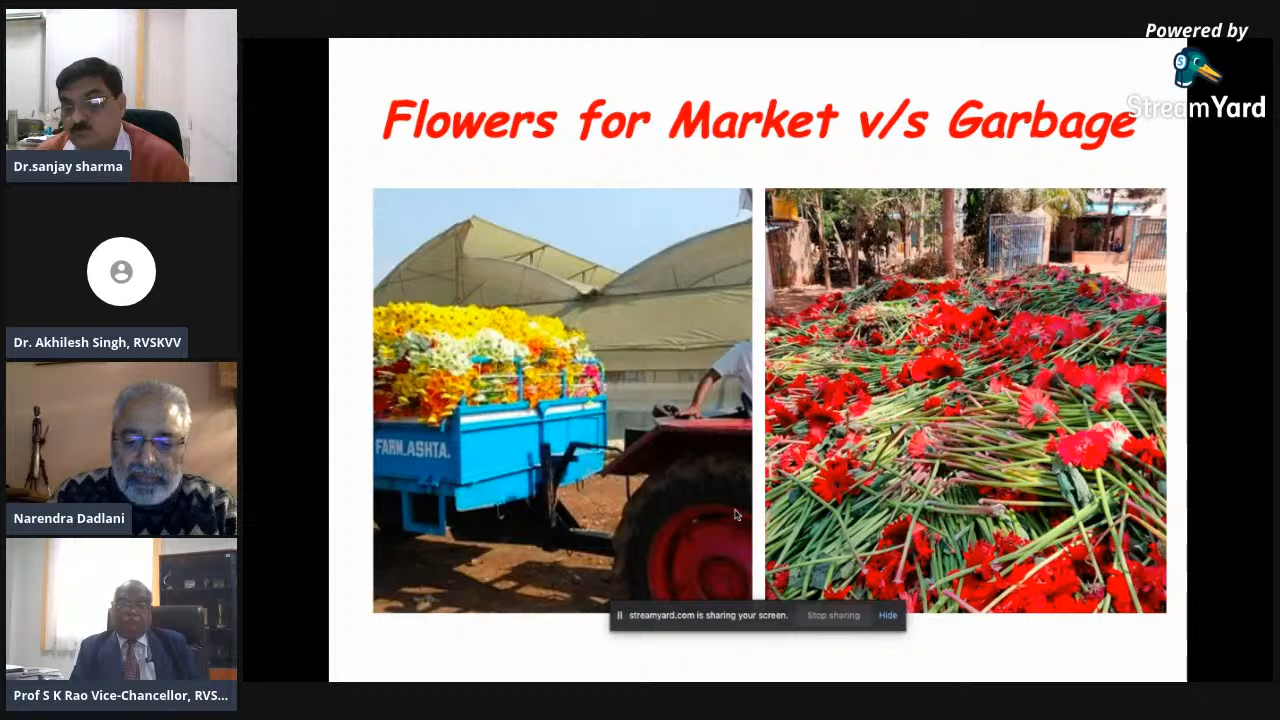 Powered by
S
StreamYard
Flowers for Market v/s Garbage
Dr.sanjay sharma
Dr. Akhilesh Singh, RVSKVV
Narendra Dadlani
Prof S K Rao Vice-Chancellor, RVS...
FARM.ASHTA.
streamyard.com is sharing your screen.
Stop sharing
Hide